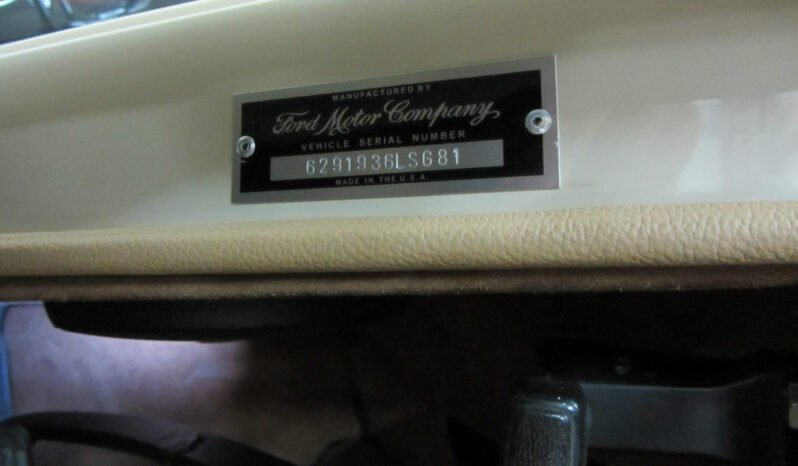 MANUFACTURED BY
Ford Motor Company
VEHICLE SERIAL NUMBER
6291936LSG81
MADE IN THE U.S.A